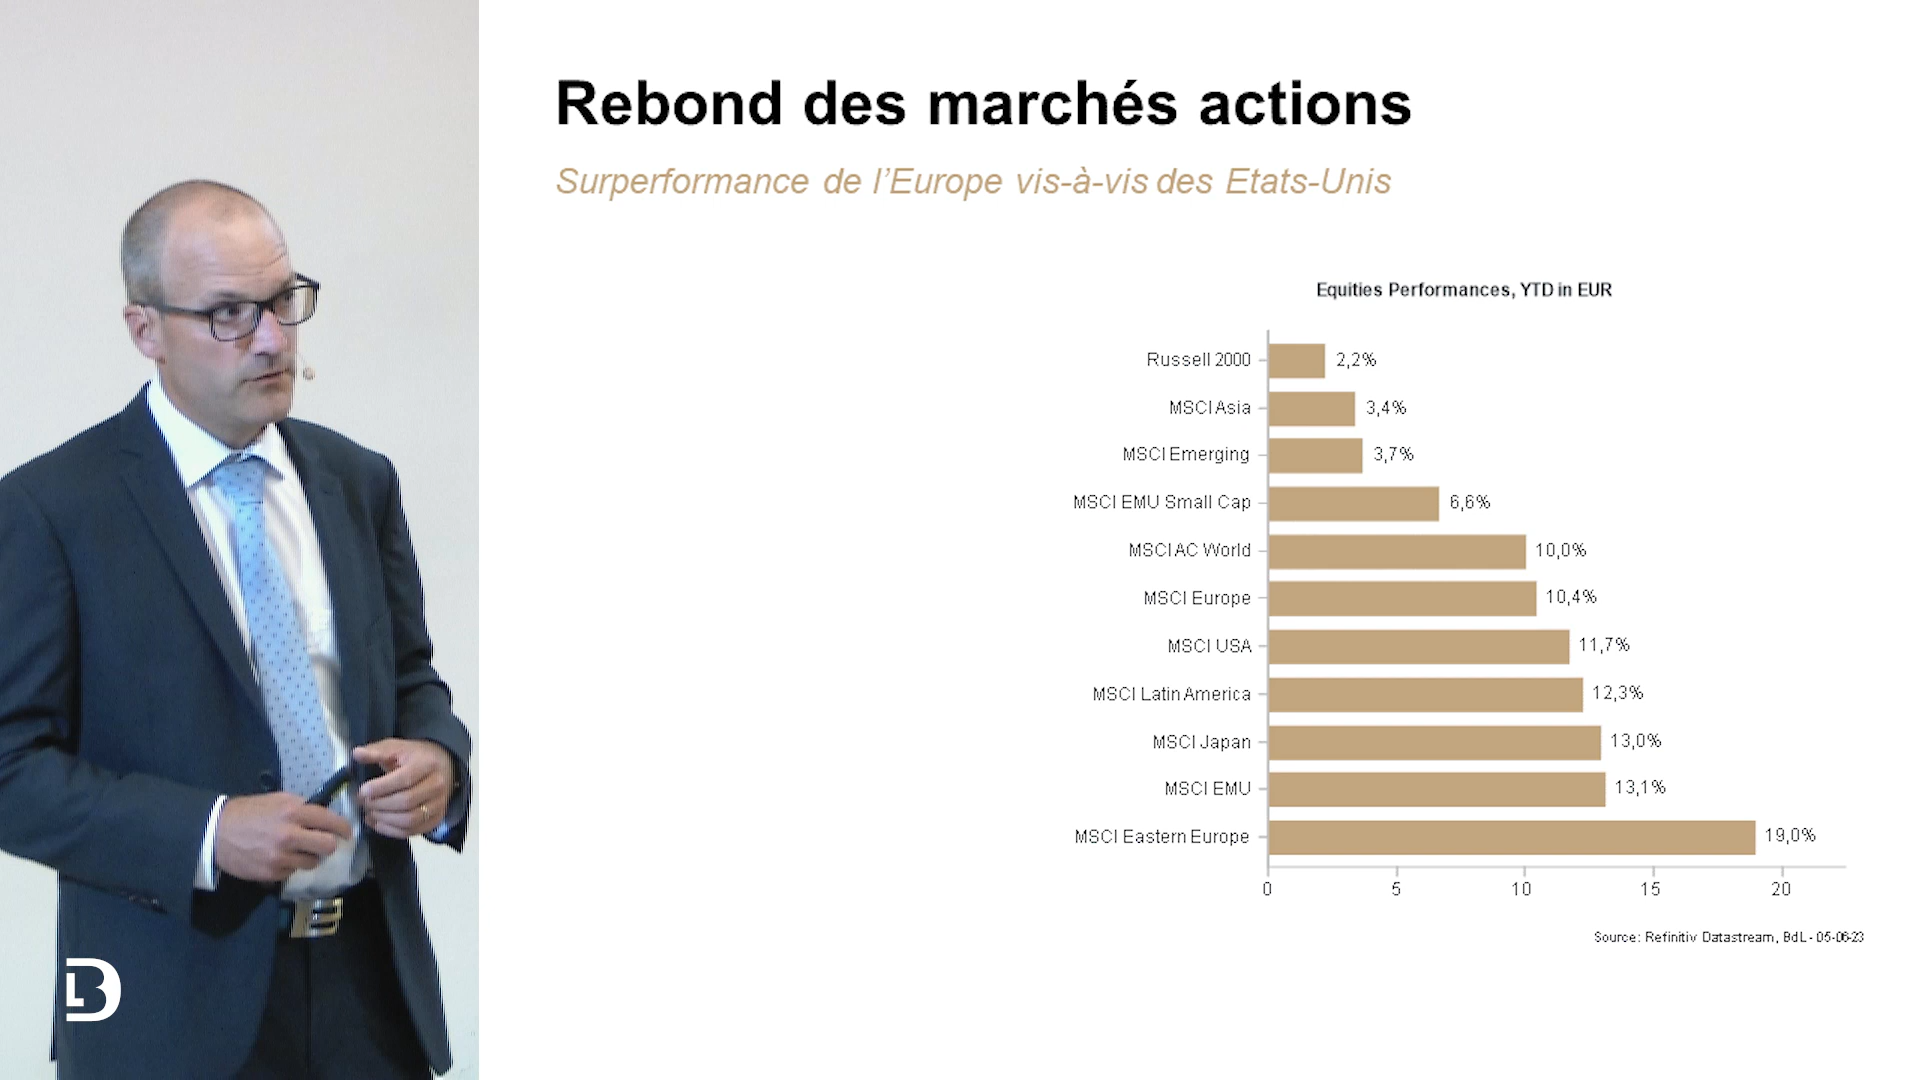 Rebond des marchés actions
Surperformance de l’Europe vis-à-vis des Etats-Unis
Equities Performances, YTD in EUR
Russell 2000 2,2%
MSCI Asia 3,4%
MSCI Emerging 3,7%
MSCI EMU Small Cap 6,6%
MSCI AC World 10,0%
MSCI Europe 10,4%
MSCI USA 11,7%
MSCI Latin America 12,3%
MSCI Japan 13,0%
MSCI EMU 13,1%
MSCI Eastern Europe 19,0%
0 5 10 15 20
Source: Refinitiv Datastream, BdL - 05-06-23